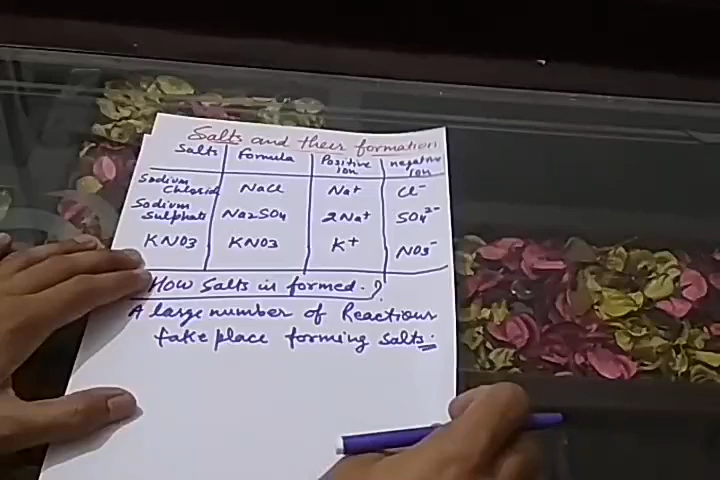 Salts and their formation
Salts Formula Positive Ion negative Ion
Sodium Chlorid NaCl Na+ Cl-
Sodium Sulphate Na2SO4 2Na+ SO4 2-
KNO3 KNO3 K+ NO3-
How Salts is formed.?
A large number of Reactions
take place forming salts.